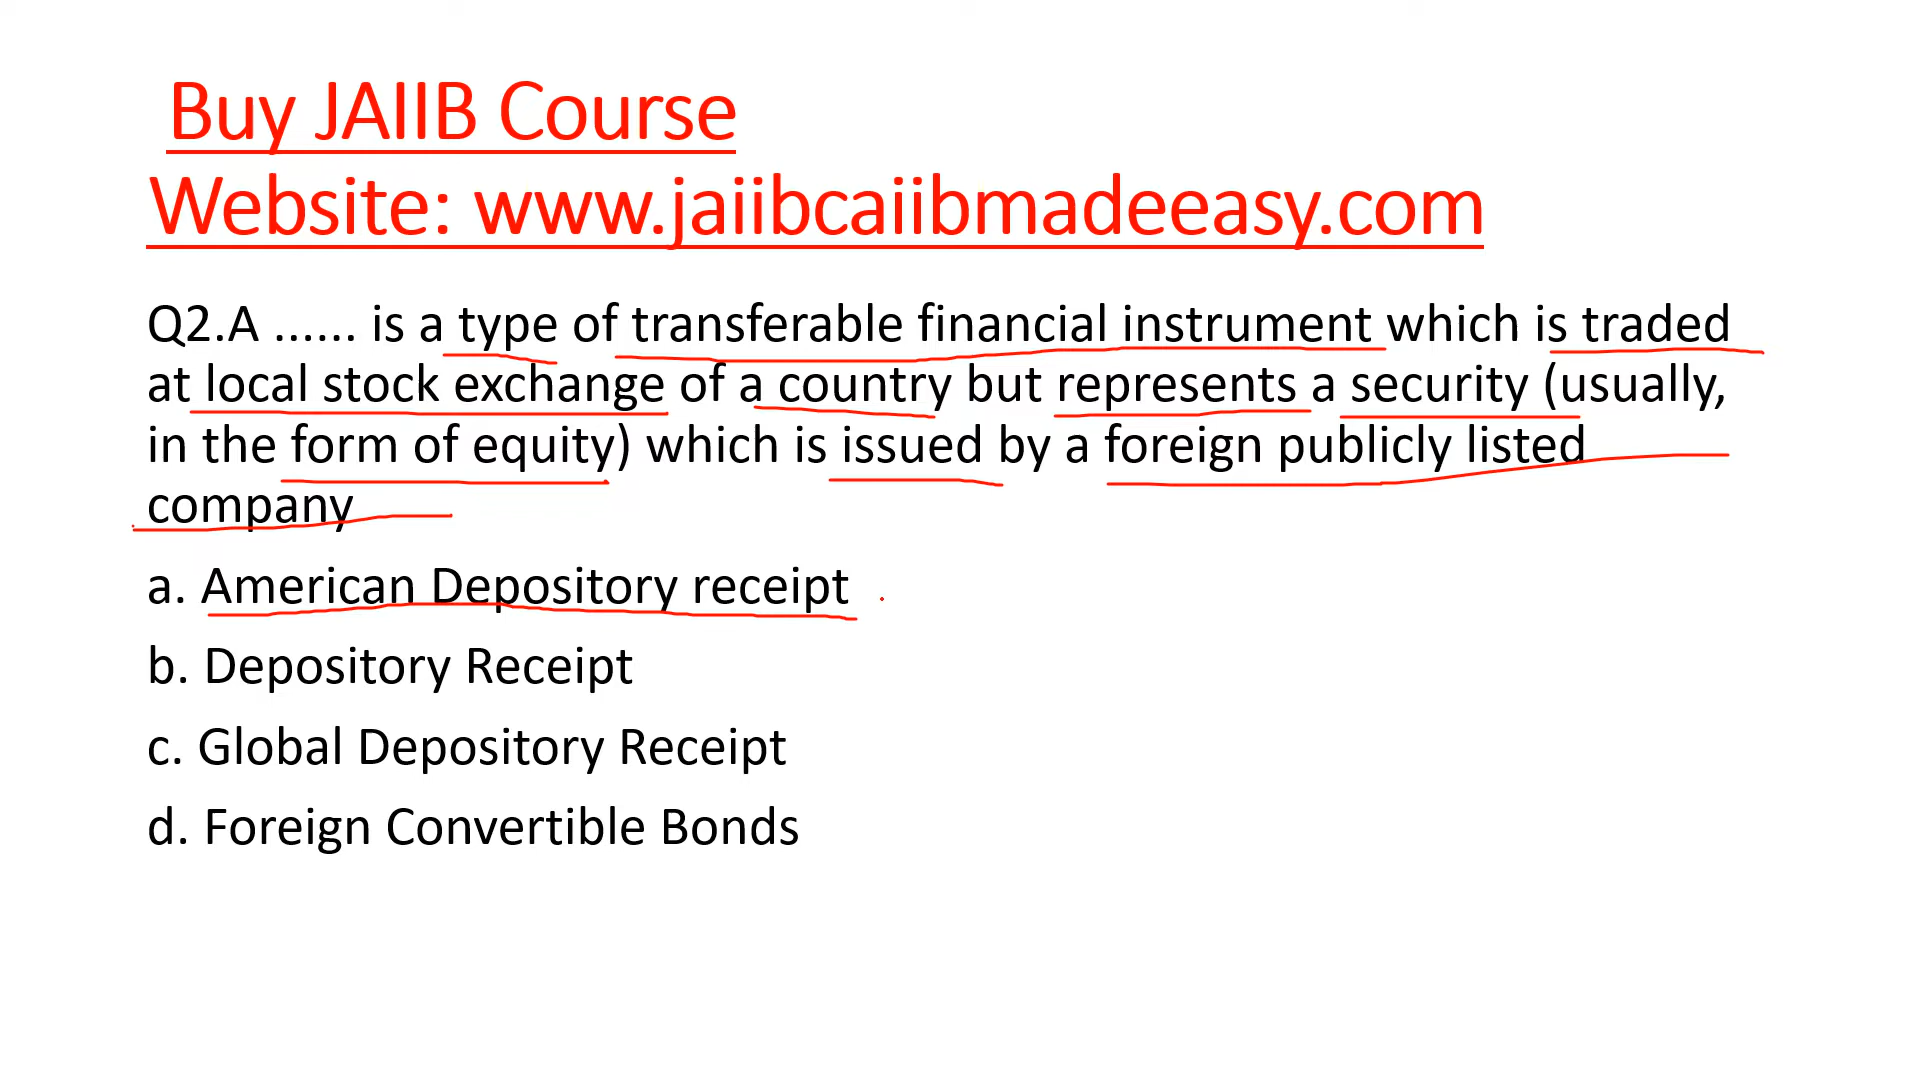 Buy JAIIB Course
Website: www.jaiibcaiibmadeeasy.com
Q2.A ...... is a type of transferable financial instrument which is traded
at local stock exchange of a country but represents a security (usually,
in the form of equity) which is issued by a foreign publicly listed
company
a. American Depository receipt
b. Depository Receipt
c. Global Depository Receipt
d. Foreign Convertible Bonds